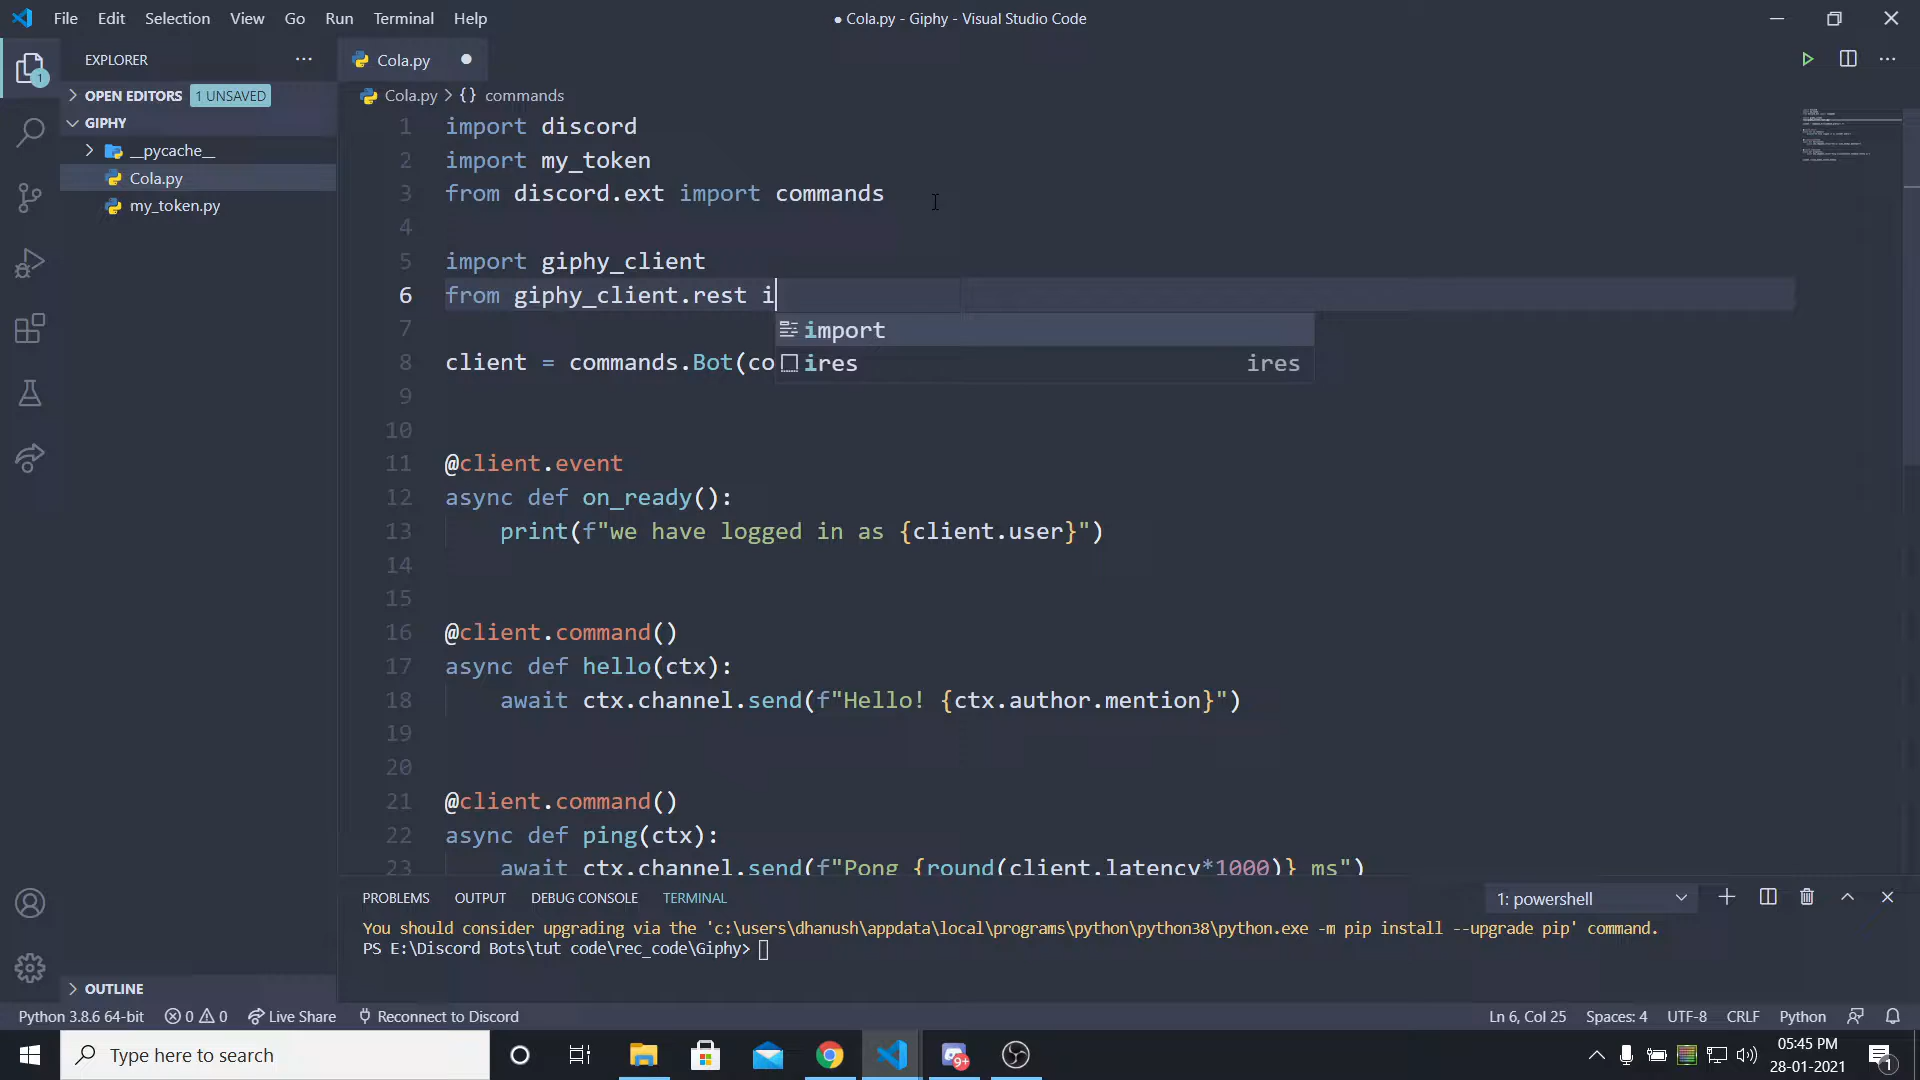 File Edit Selection View Go Run Terminal Help
● Cola.py - Giphy - Visual Studio Code
1
EXPLORER
Cola.py
OPEN EDITORS 1 UNSAVED
GIPHY
__pycache__
Cola.py
my_token.py
Cola.py > {} commands
1 import discord
2 import my_token
3 from discord.ext import commands
4
5 import giphy_client
6 from giphy_client.rest i
import
7
8 client = commands.Bot(co
ires ires
9
10
11 @client.event
12 async def on_ready():
13 print(f"we have logged in as {client.user}")
14
15
16 @client.command()
17 async def hello(ctx):
18 await ctx.channel.send(f"Hello! {ctx.author.mention}")
19
20
21 @client.command()
22 async def ping(ctx):
23 await ctx.channel.send(f"Pong {round(client.latency*1000)} ms")
PROBLEMS OUTPUT DEBUG CONSOLE TERMINAL
1: powershell
You should consider upgrading via the 'c:\users\dhanush\appdata\local\programs\python\python38\python.exe -m pip install --upgrade pip' command.
PS E:\Discord Bots\tut code\rec_code\Giphy>
OUTLINE
Python 3.8.6 64-bit 0 0 Live Share Reconnect to Discord
Ln 6, Col 25 Spaces: 4 UTF-8 CRLF Python
Type here to search
9+
05:45 PM
28-01-2021
1